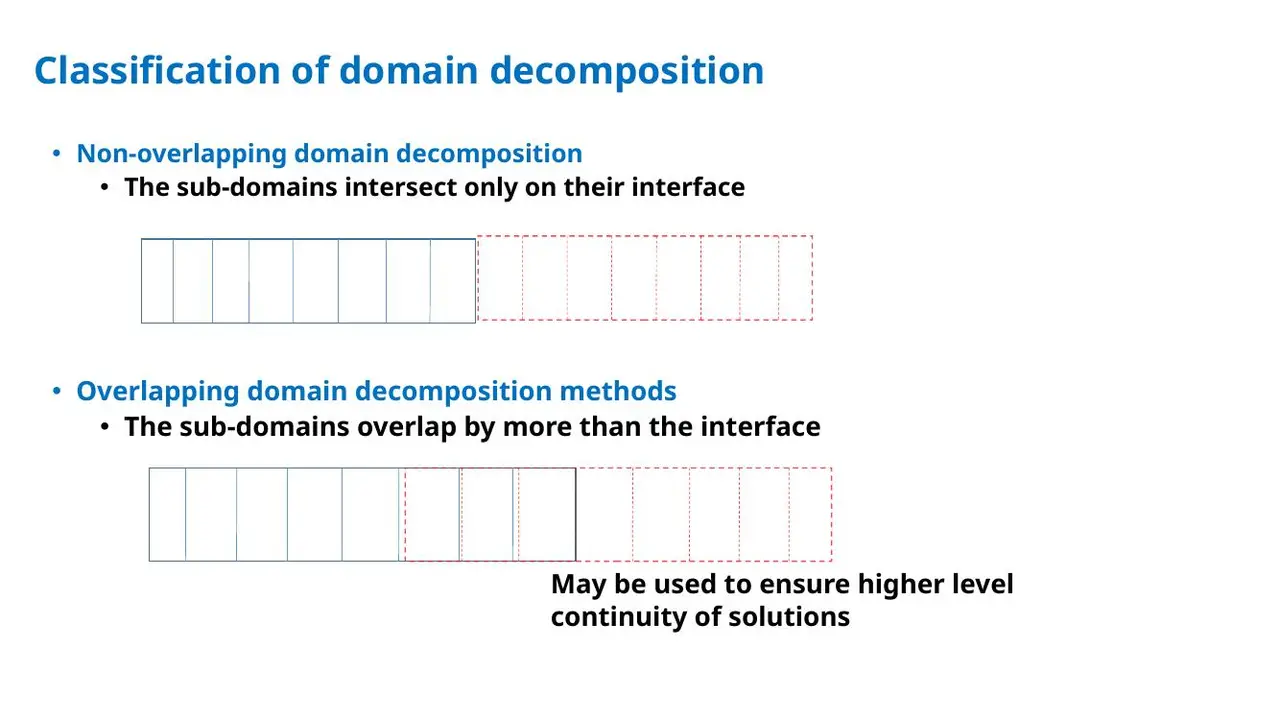 Classification of domain decomposition
• Non-overlapping domain decomposition
• The sub-domains intersect only on their interface
• Overlapping domain decomposition methods
• The sub-domains overlap by more than the interface
May be used to ensure higher level
continuity of solutions